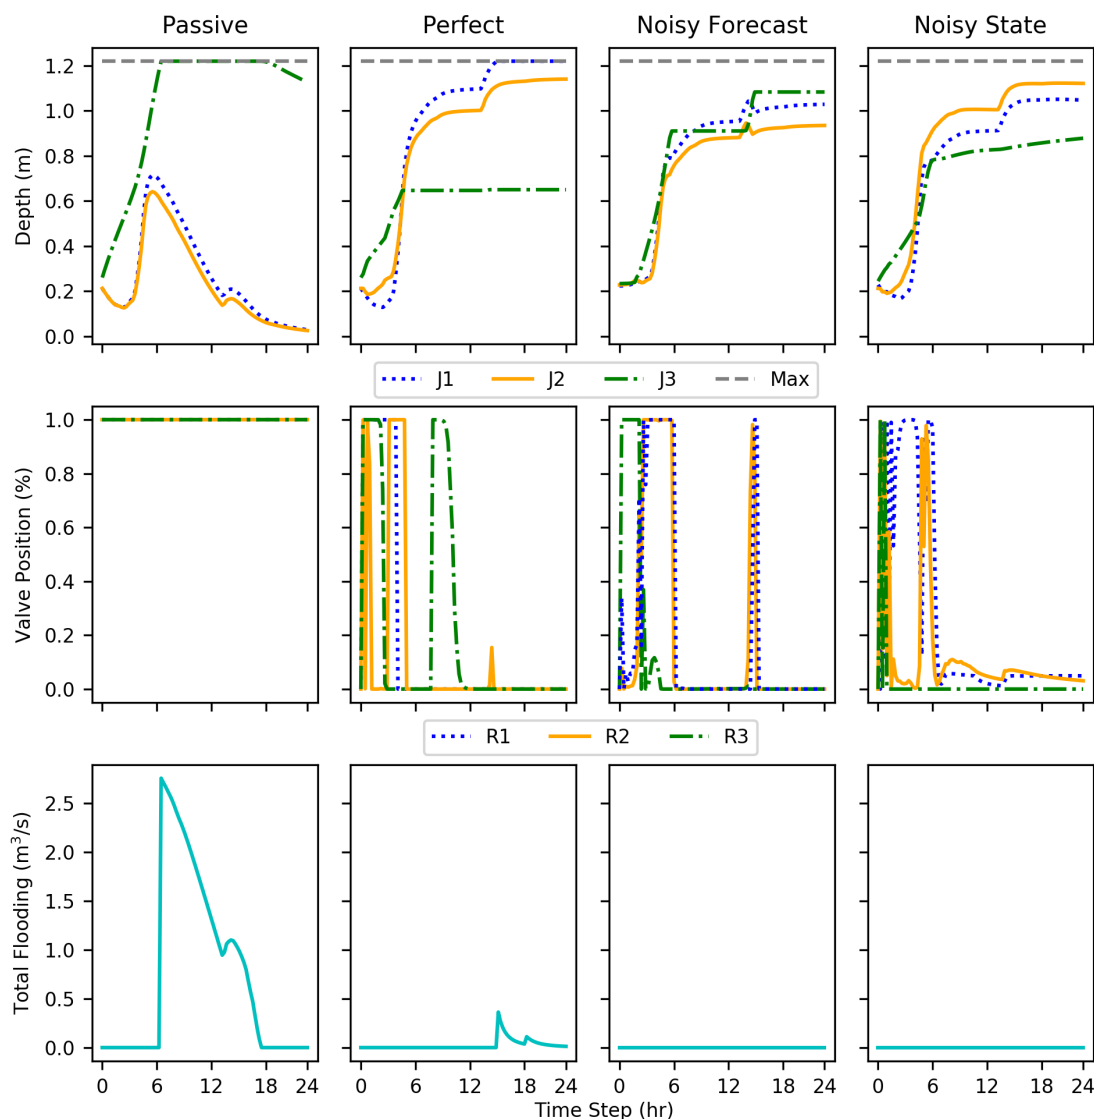 Passive Perfect Noisy Forecast Noisy State
Depth (m)
1.2
1.0
0.8
0.6
0.4
0.2
0.0
J1 J2 J3 Max
Valve Position (%)
1.0
0.8
0.6
0.4
0.2
0.0
R1 R2 R3
Total Flooding (m³/s)
2.5
2.0
1.5
1.0
0.5
0.0
0 6 12 18 24 0 6 12 18 24 0 6 12 18 24 0 6 12 18 24
Time Step (hr)